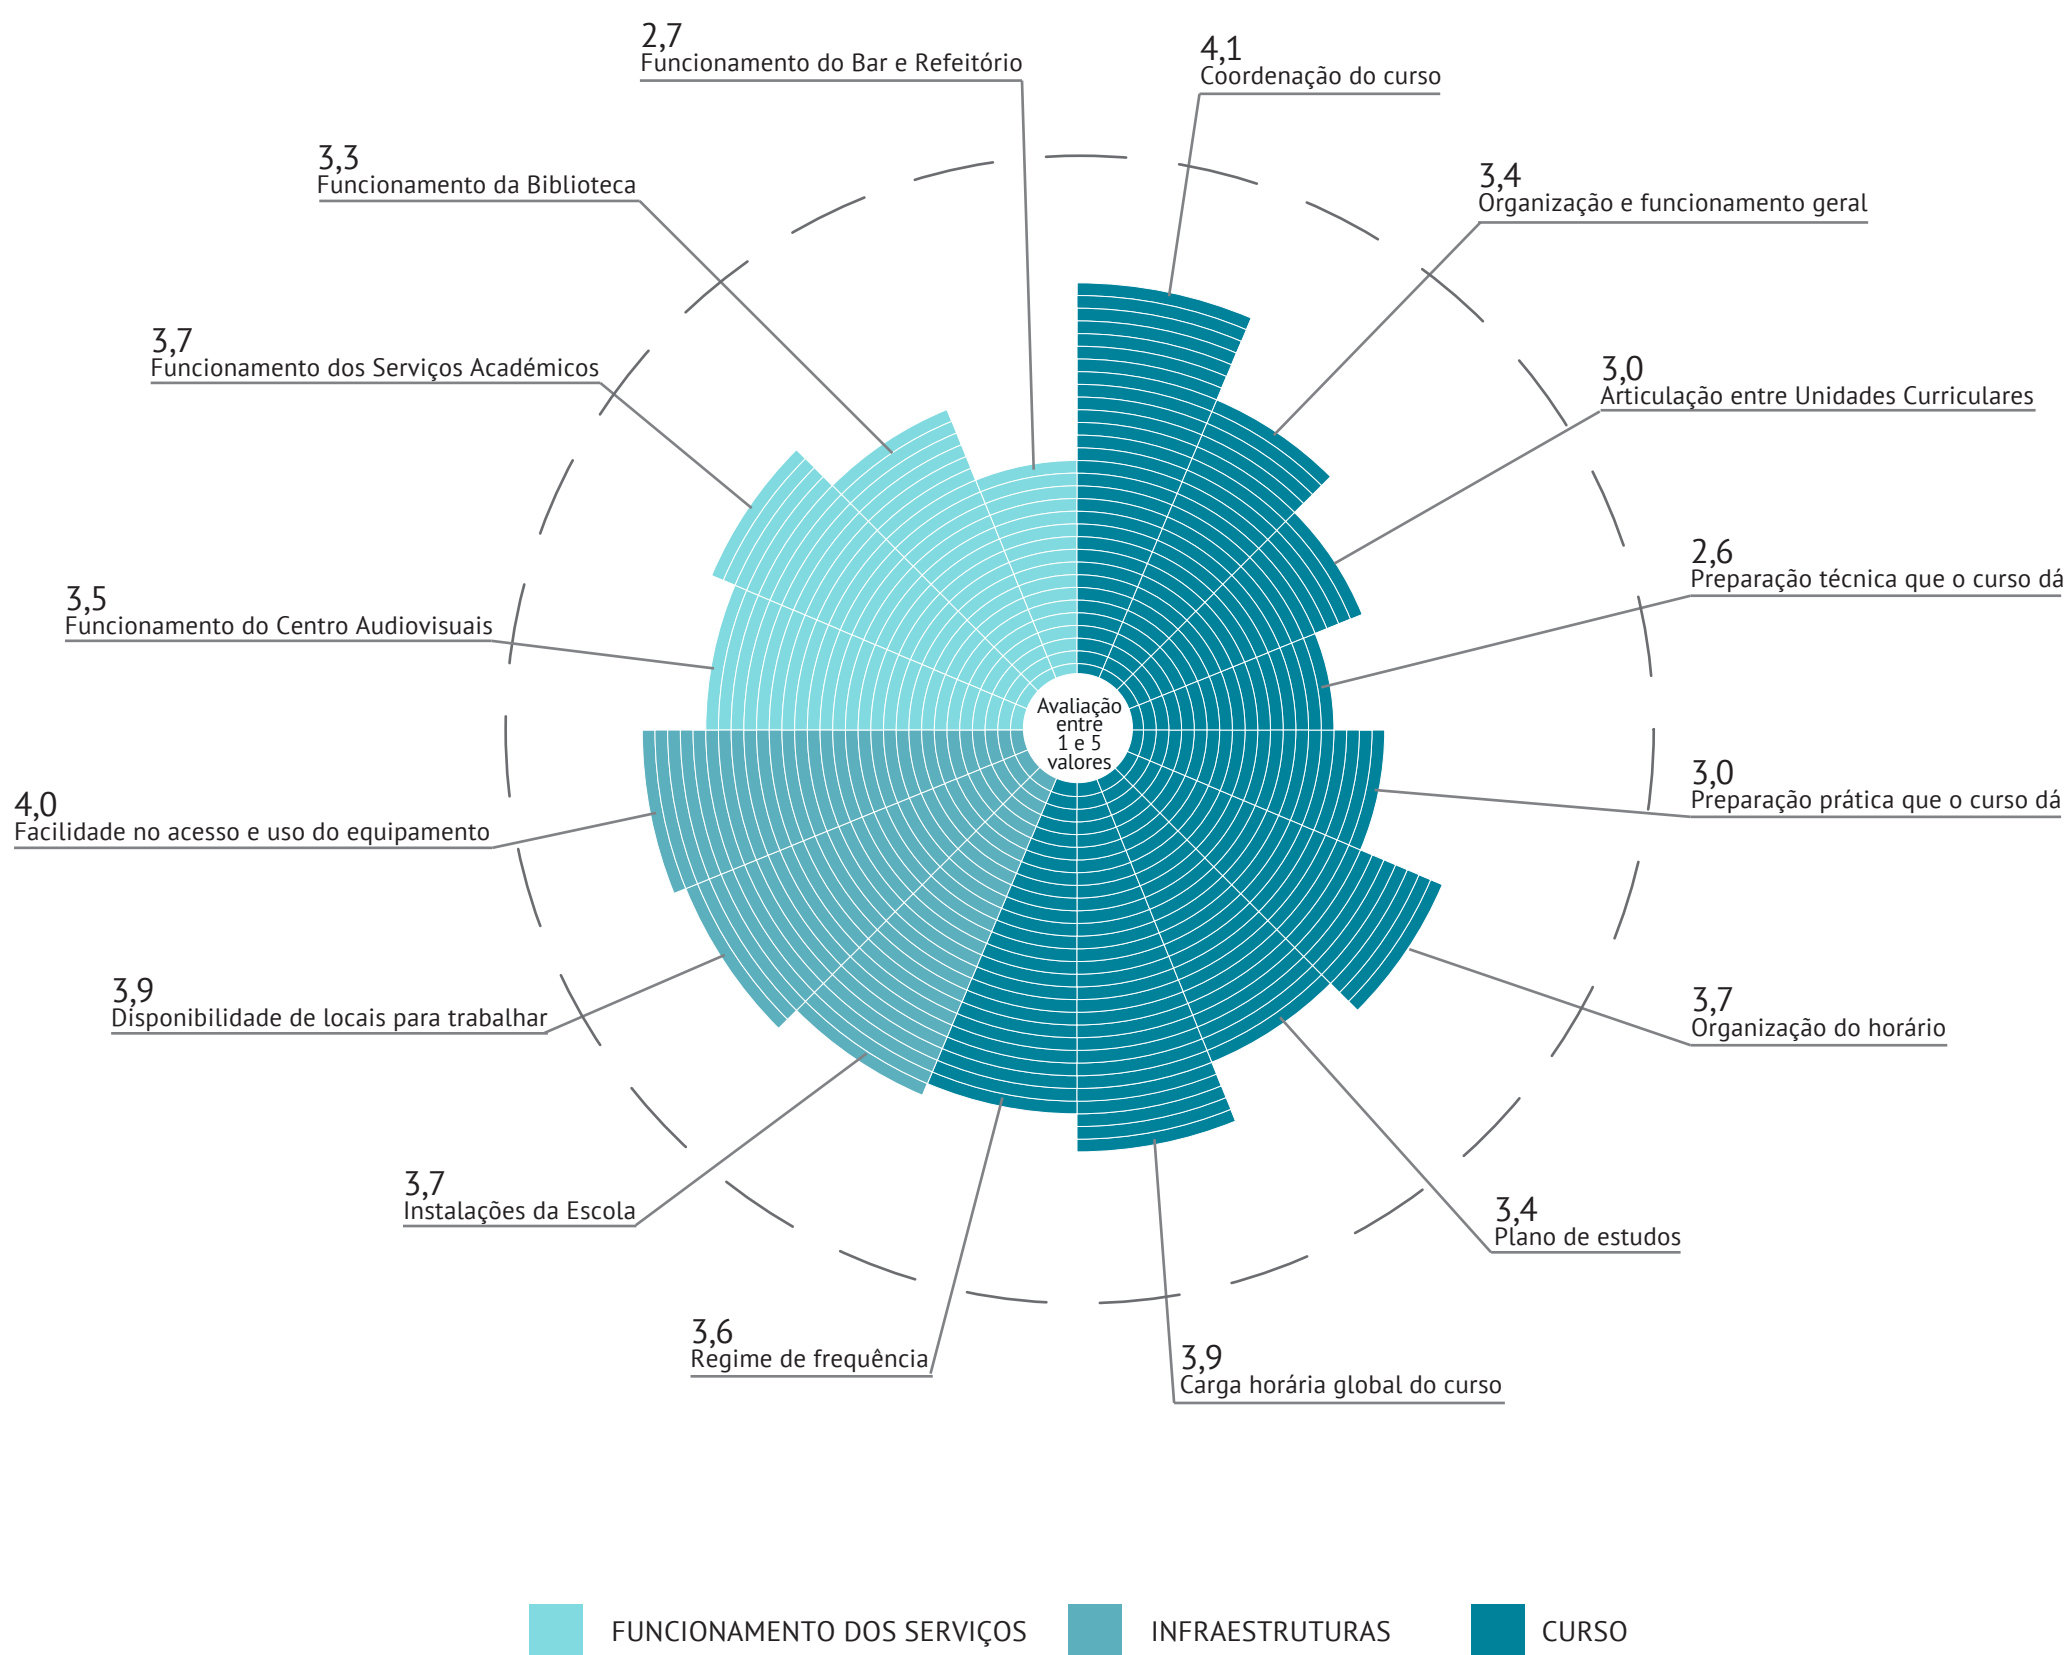 2,7
Funcionamento do Bar e Refeitório
4,1
Coordenação do curso
3,3
Funcionamento da Biblioteca
3,4
Organização e funcionamento geral
3,7
Funcionamento dos Serviços Académicos
3,0
Articulação entre Unidades Curriculares
2,6
Preparação técnica que o curso dá
3,5
Funcionamento do Centro Audiovisuais
Avaliação
entre
1 e 5
valores
3,0
Preparação prática que o curso dá
4,0
Facilidade no acesso e uso do equipamento
3,9
Disponibilidade de locais para trabalhar
3,7
Organização do horário
3,7
Instalações da Escola
3,4
Plano de estudos
3,6
Regime de frequência
3,9
Carga horária global do curso
FUNCIONAMENTO DOS SERVIÇOS
INFRAESTRUTURAS
CURSO